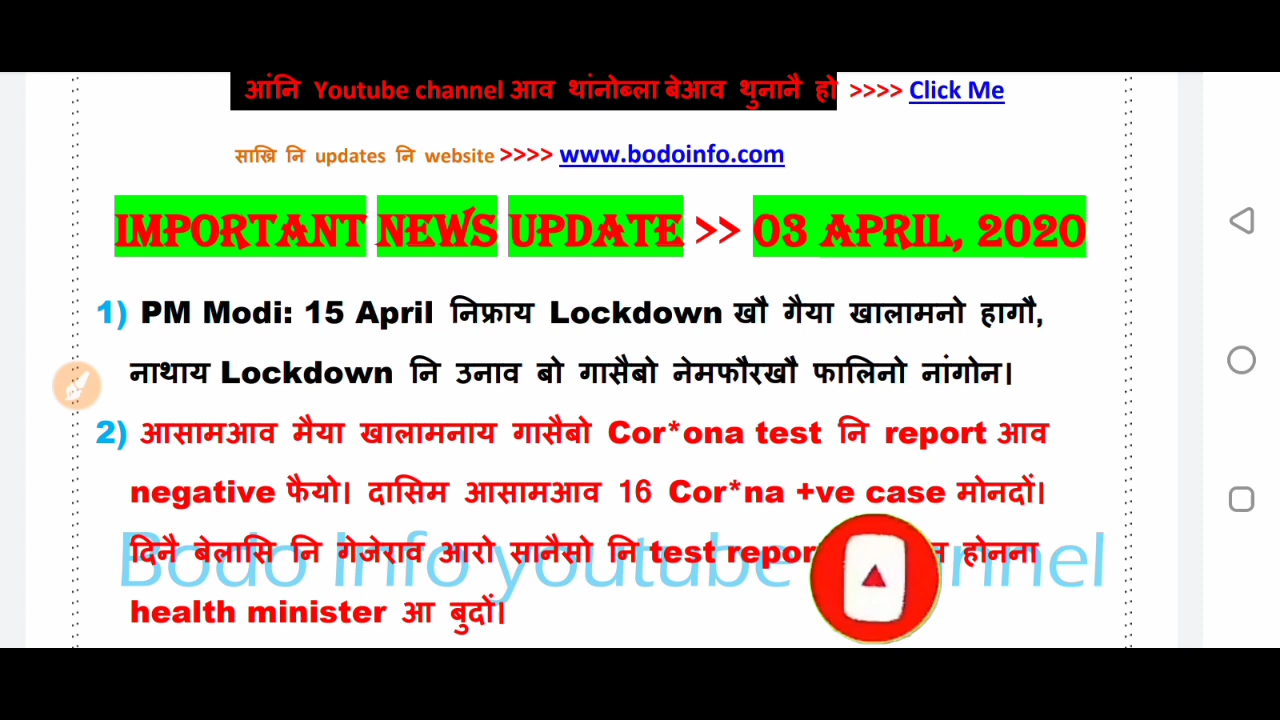 आंनि Youtube channel आव थांनोब्ला बेआव थुनानै हो >>>> Click Me
साख्रि नि updates नि website >>>> www.bodoinfo.com
IMPORTANT NEWS UPDATE >> 03 APRIL, 2020
1) PM Modi: 15 April निफ्राय Lockdown खौ गैया खालामनो हागौ,
नाथाय Lockdown नि उनाव बो गासैबो नेमफौरखौ फालिनो नांगोन।
2) आसामआव मैया खालामनाय गासैबो Cor*ona test नि report आव
negative फैयो। दासिम आसामआव 16 Cor*na +ve case मोनदों।
दिनै बेलासि नि गेजेराव आरो सानैसो नि test होनना
health minister आ बुदों।
Bodo Info youtube